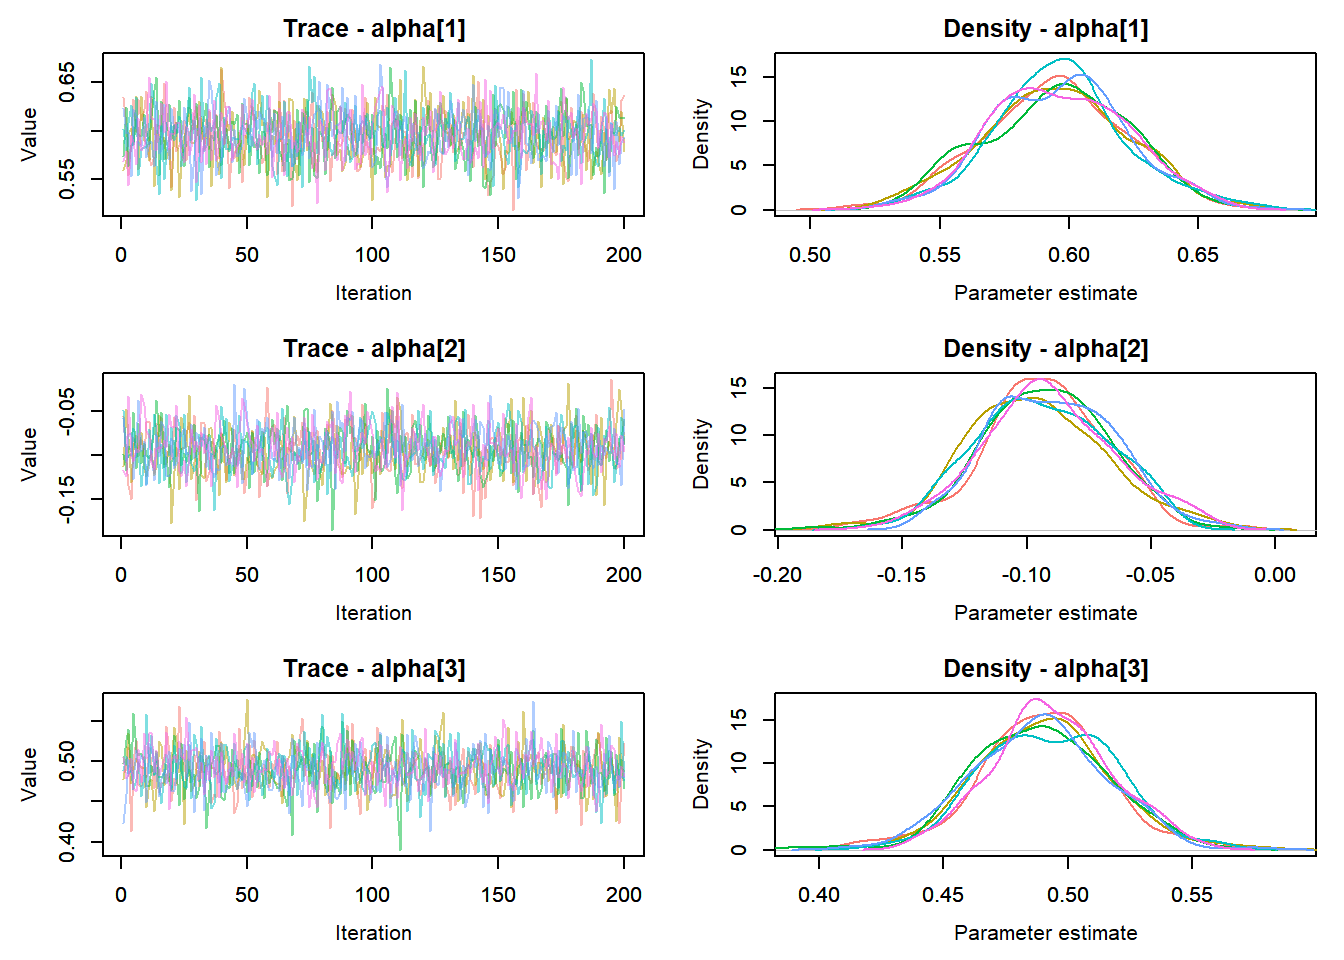 Trace - alpha[1]
Value
0.55
0.65
0
50
100
150
200
Iteration
Density - alpha[1]
Density
0
5
10
15
0.50
0.55
0.60
0.65
Parameter estimate
Trace - alpha[2]
Value
-0.15
-0.05
0
50
100
150
200
Iteration
Density - alpha[2]
Density
0
5
10
15
-0.20
-0.15
-0.10
-0.05
0.00
Parameter estimate
Trace - alpha[3]
Value
0.40
0.50
0
50
100
150
200
Iteration
Density - alpha[3]
Density
0
5
10
15
0.40
0.45
0.50
0.55
Parameter estimate